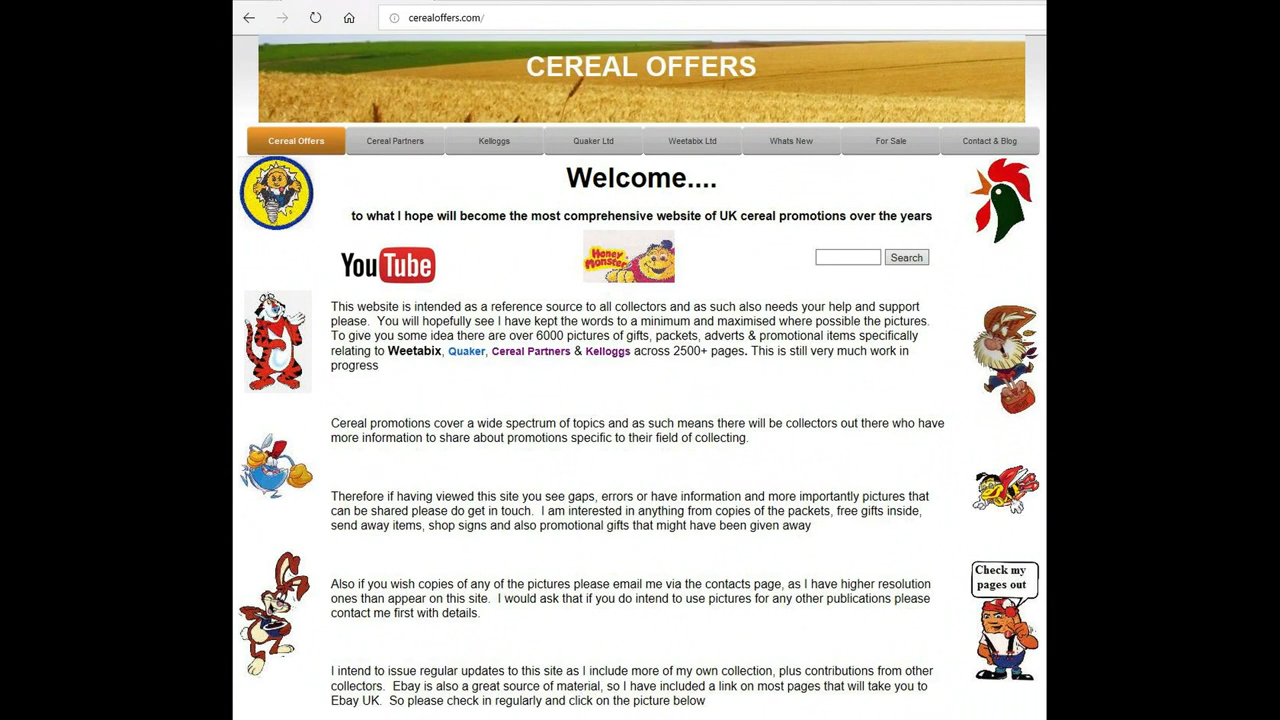 cerealoffers.com/
CEREAL OFFERS
Cereal Offers
Cereal Partners
Kelloggs
Quaker Ltd
Weetabix Ltd
Whats New
For Sale
Contact & Blog
Welcome....
to what I hope will become the most comprehensive website of UK cereal promotions over the years
YouTube
Honey
Monster
Search
This website is intended as a reference source to all collectors and as such also needs your help and support
please.  You will hopefully see I have kept the words to a minimum and maximised where possible the pictures.
To give you some idea there are over 6000 pictures of gifts, packets, adverts & promotional items specifically
relating to Weetabix, Quaker, Cereal Partners & Kelloggs across 2500+ pages. This is still very much work in
progress
Cereal promotions cover a wide spectrum of topics and as such means there will be collectors out there who have
more information to share about promotions specific to their field of collecting.
Therefore if having viewed this site you see gaps, errors or have information and more importantly pictures that
can be shared please do get in touch.  I am interested in anything from copies of the packets, free gifts inside,
send away items, shop signs and also promotional gifts that might have been given away
Check my
pages out
Also if you wish copies of any of the pictures please email me via the contacts page, as I have higher resolution
ones than appear on this site.  I would ask that if you do intend to use pictures for any other publications please
contact me first with details.
I intend to issue regular updates to this site as I include more of my own collection, plus contributions from other
collectors.  Ebay is also a great source of material, so I have included a link on most pages that will take you to
Ebay UK.  So please check in regularly and click on the picture below